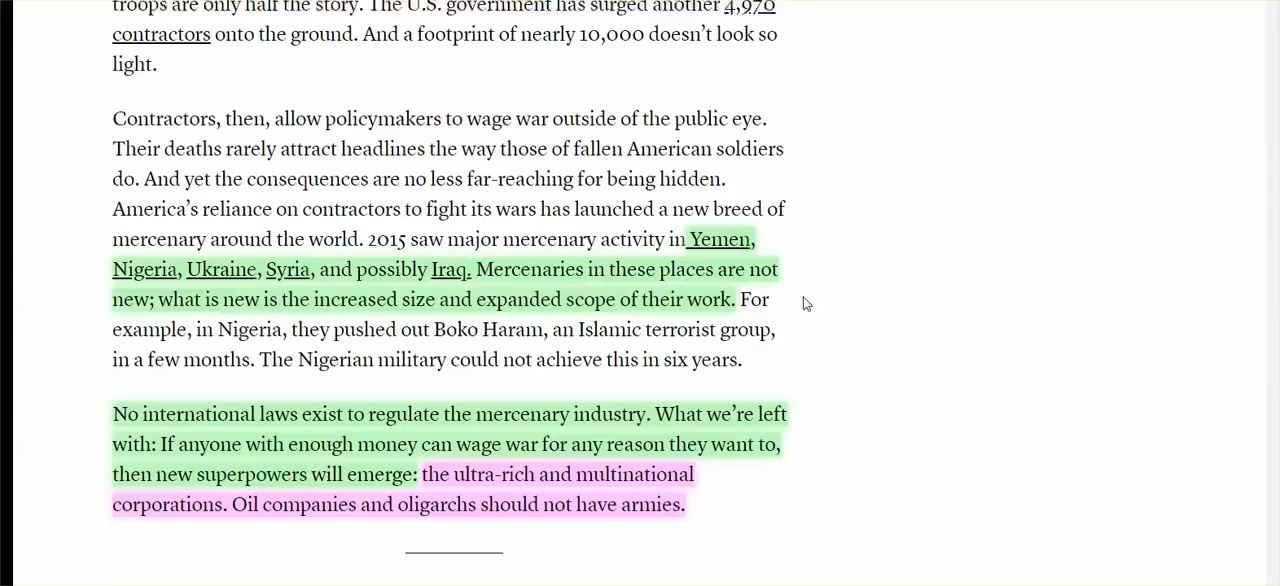 troops are only half the story. The U.S. government has surged another 4,970
contractors onto the ground. And a footprint of nearly 10,000 doesn’t look so
light.
Contractors, then, allow policymakers to wage war outside of the public eye.
Their deaths rarely attract headlines the way those of fallen American soldiers
do. And yet the consequences are no less far-reaching for being hidden.
America’s reliance on contractors to fight its wars has launched a new breed of
mercenary around the world. 2015 saw major mercenary activity in Yemen,
Nigeria, Ukraine, Syria, and possibly Iraq. Mercenaries in these places are not
new; what is new is the increased size and expanded scope of their work. For
example, in Nigeria, they pushed out Boko Haram, an Islamic terrorist group,
in a few months. The Nigerian military could not achieve this in six years.
No international laws exist to regulate the mercenary industry. What we’re left
with: If anyone with enough money can wage war for any reason they want to,
then new superpowers will emerge: the ultra-rich and multinational
corporations. Oil companies and oligarchs should not have armies.